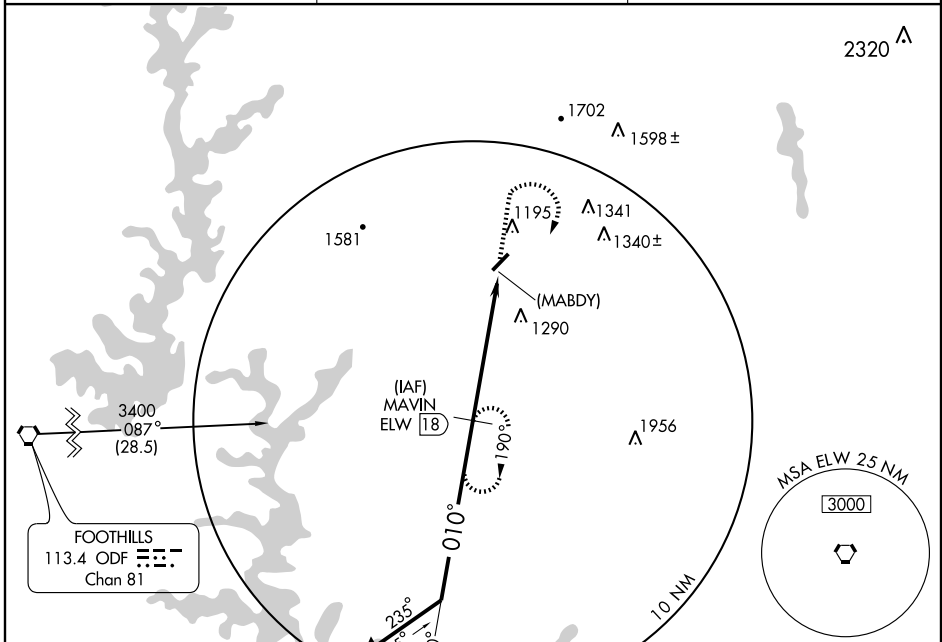 2320
1702
1598±
1195
1341
1581
1340±
(MABDY)
1290
(IAF)
MAVIN
ELW 18
3400
087°
(28.5)
190°
1956
MSA ELW 25 NM
3000
FOOTHILLS
113.4 ODF
Chan 81
010°
10 NM
235°